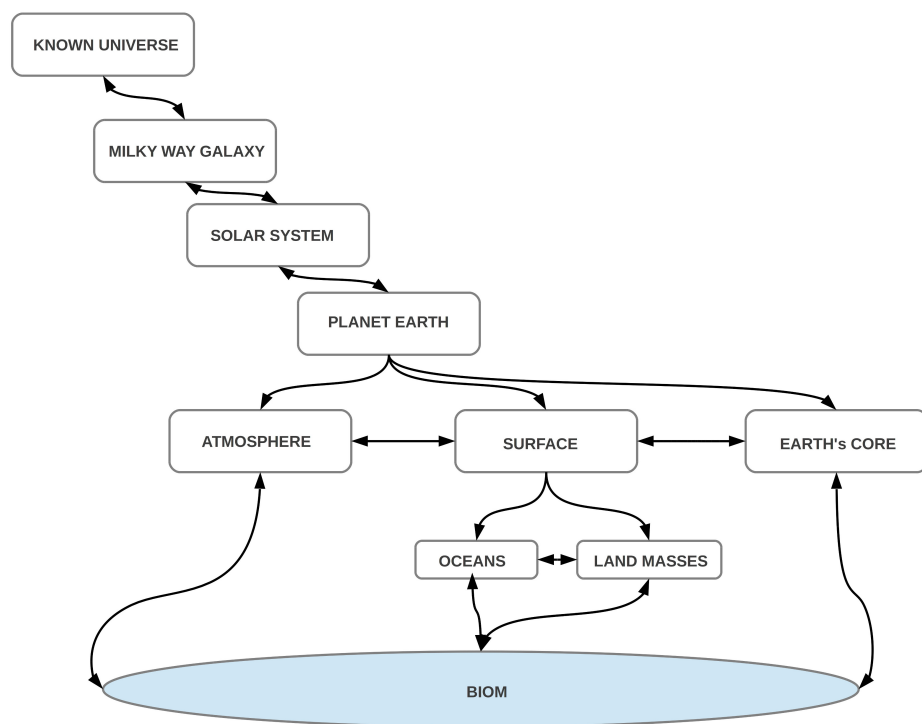 KNOWN UNIVERSE
MILKY WAY GALAXY
SOLAR SYSTEM
PLANET EARTH
ATMOSPHERE
SURFACE
EARTH's CORE
OCEANS
LAND MASSES
BIOM